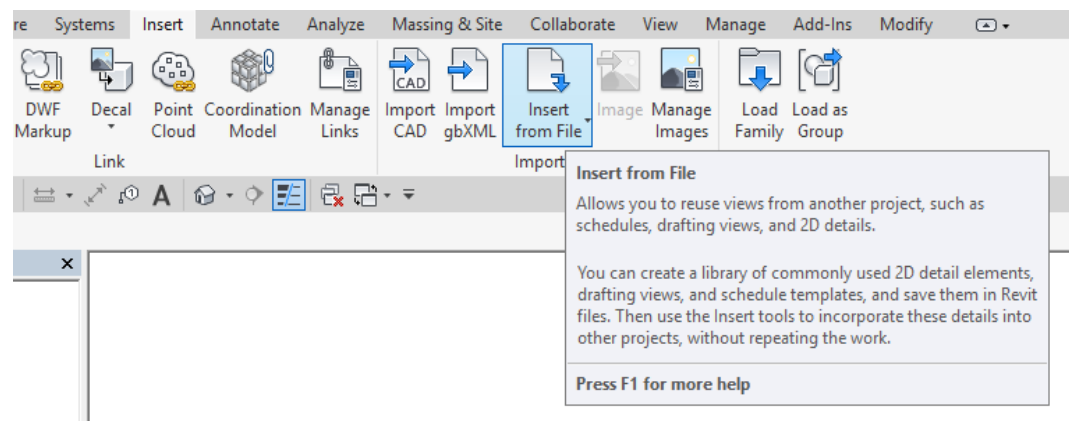 re Systems Insert Annotate Analyze Massing & Site Collaborate View Manage Add-Ins Modify
CAD
DWF Decal Point Coordination Manage Import Import Insert Image Manage Load Load as
Markup Cloud Model Links CAD gbXML from File Images Family Group
Link Import
1 A
Insert from File
Allows you to reuse views from another project, such as
schedules, drafting views, and 2D details.
You can create a library of commonly used 2D detail elements,
drafting views, and schedule templates, and save them in Revit
files. Then use the Insert tools to incorporate these details into
other projects, without repeating the work.
Press F1 for more help